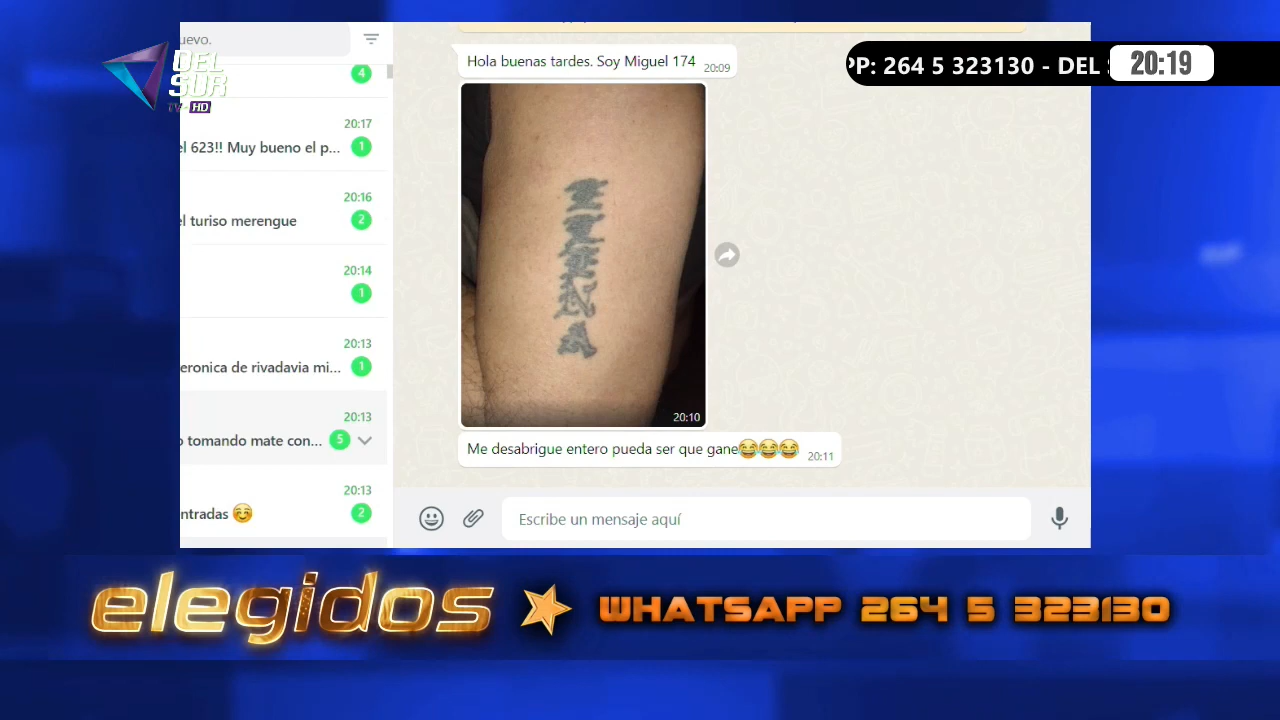 uevo.
DEL
SUR
TV-HD
4
20:17
el 623!! Muy bueno el p...
1
20:16
el turiso merengue
2
20:14
1
20:13
eronica de rivadavia mi...
1
20:13
o tomando mate con...
5
20:13
ntradas ☺️
2
Hola buenas tardes. Soy Miguel 174
20:09
20:10
Me desabrigue entero pueda ser que gane😂😂😂
20:11
Escribe un mensaje aquí
PP: 264 5 323130 - DEL
20:19
elegidos
WHATSAPP 264 5 323130